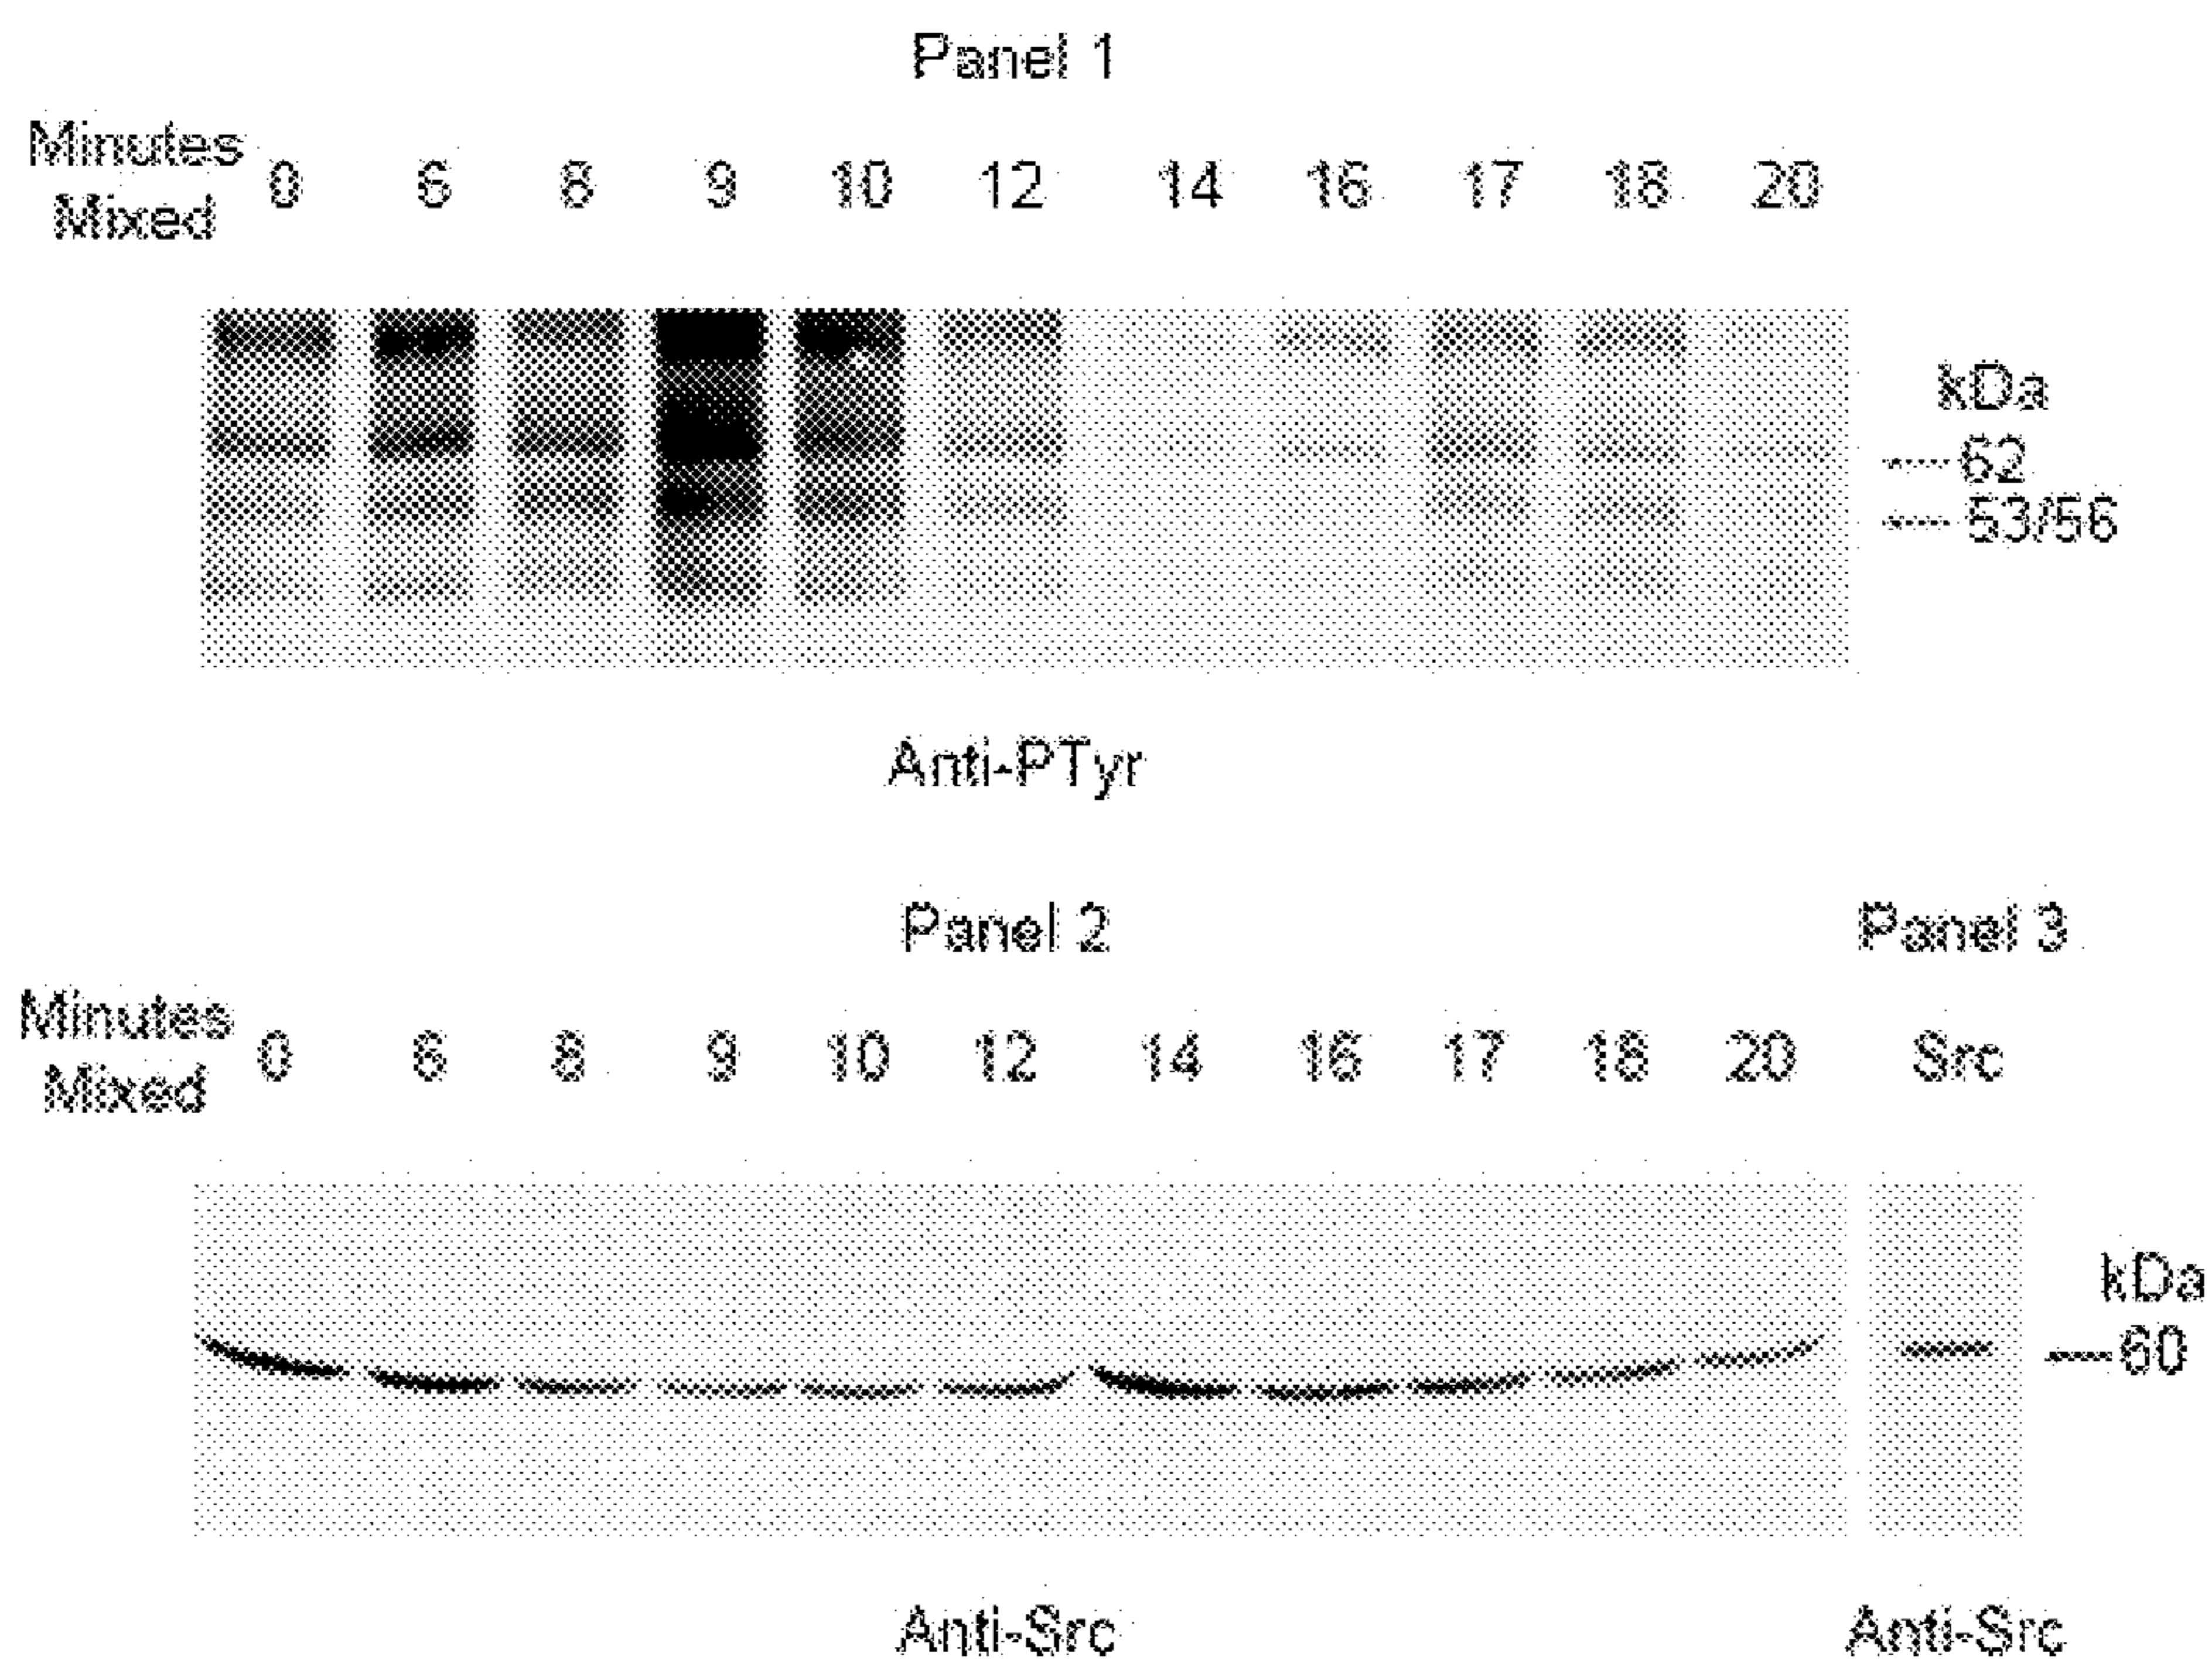 Panel 1
Minutes Mixed 0 6 8 9 10 12 14 16 17 18 20
kDa
62
53/56
Anti-PTyr
Panel 2 Panel 3
Minutes Mixed 0 6 8 9 10 12 14 16 17 18 20 Src
kDa
60
Anti-Src Anti-Src